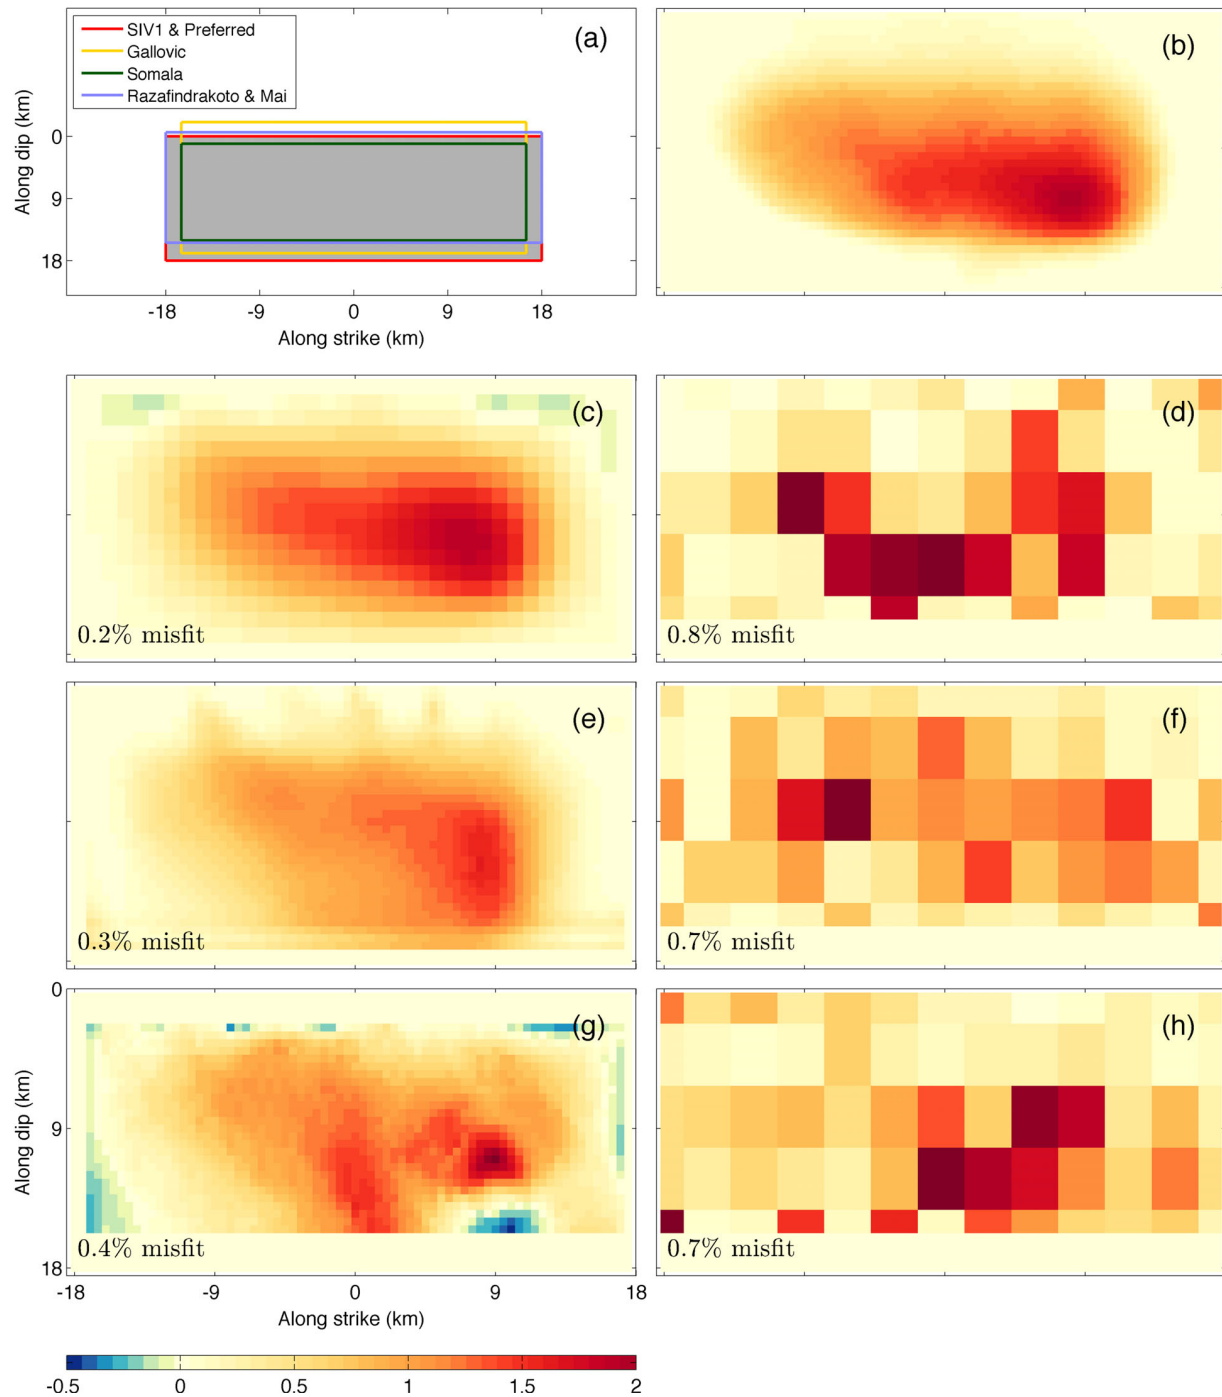 SIV1 & Preferred
Gallovic
Somala
Razafindrakoto & Mai
(a)
(b)
Along dip (km)
0
9
18
-18 -9 0 9 18
Along strike (km)
(c)
0.2% misfit
(d)
0.8% misfit
(e)
0.3% misfit
(f)
0.7% misfit
(g)
0.4% misfit
Along dip (km)
0
9
18
-18 -9 0 9 18
Along strike (km)
(h)
0.7% misfit
-0.5 0 0.5 1 1.5 2